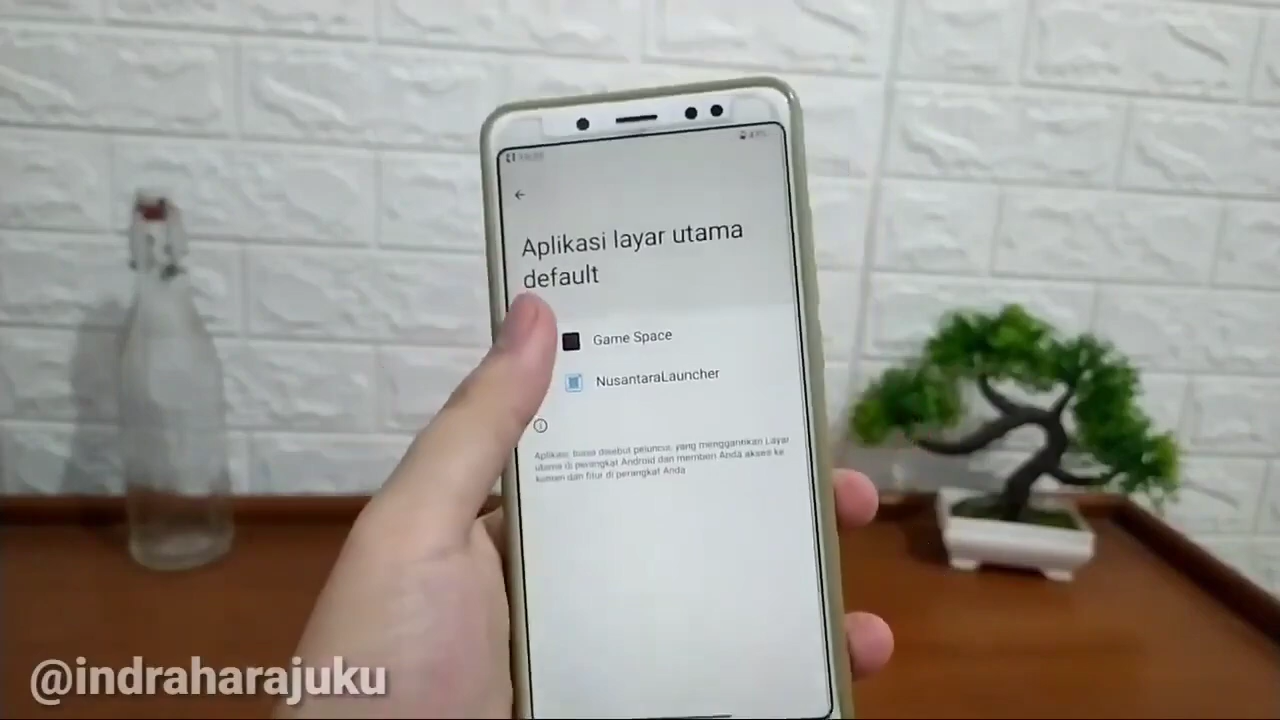 Aplikasi layar utama
default
Game Space
NusantaraLauncher
Aplikasi, biasa disebut peluncur, yang menggantikan Layar
utama di perangkat Android dan memberi Anda akses ke
konten dan fitur di perangkat Anda
@indraharajuku